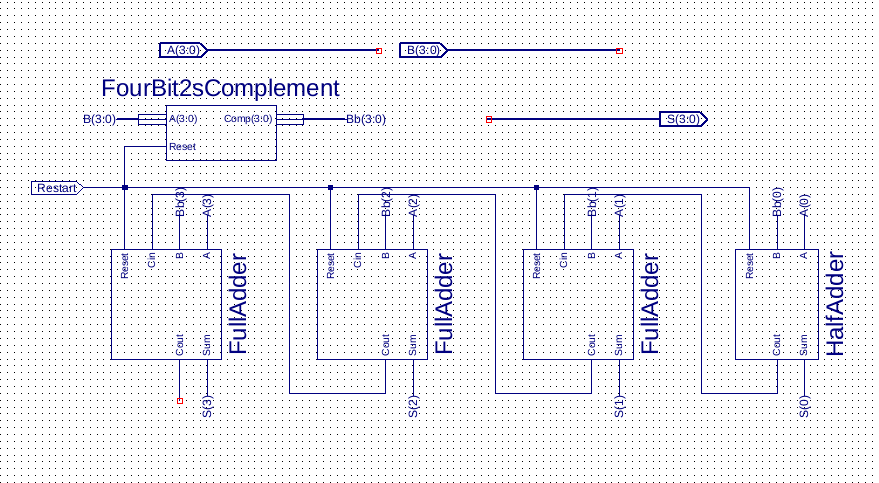 A(3:0)
B(3:0)
FourBit2sComplement
B(3:0)
A(3:0)
Comp(3:0)
Bb(3:0)
S(3:0)
Reset
Restart
Bb(3)
A(3)
Bb(2)
A(2)
Bb(1)
A(1)
Bb(0)
A(0)
Reset
Cin
B
A
FullAdder
Reset
Cin
B
A
FullAdder
Reset
Cin
B
A
FullAdder
Reset
B
A
HalfAdder
Cout
Sum
Cout
Sum
Cout
Sum
Cout
Sum
S(3)
S(2)
S(1)
S(0)